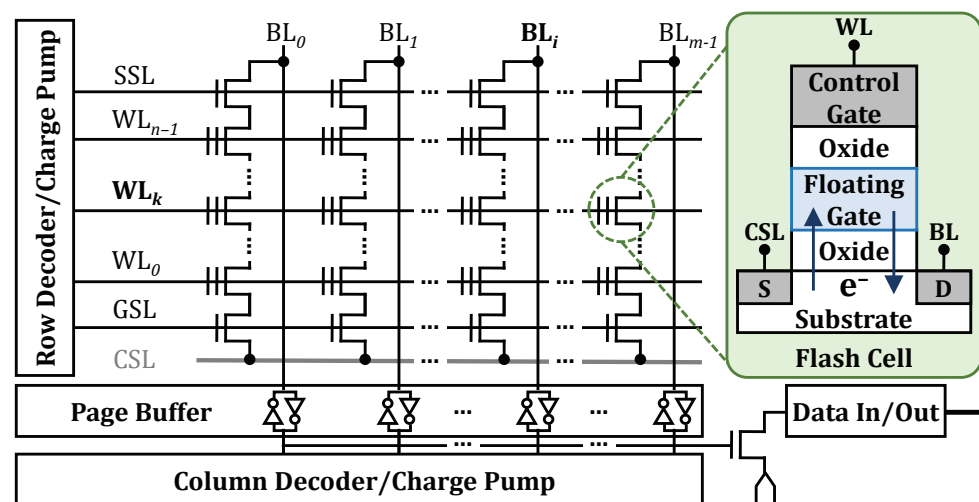 Row Decoder/Charge Pump
BL0 BL1 BLi BLm-1
SSL
WLn–1
WLk
WL0
GSL
CSL
... ... ...
WL
Control
Gate
Oxide
Floating
Gate
CSL Oxide BL
S e– D
Substrate
Flash Cell
Page Buffer ... ...
Data In/Out
... ...
Column Decoder/Charge Pump